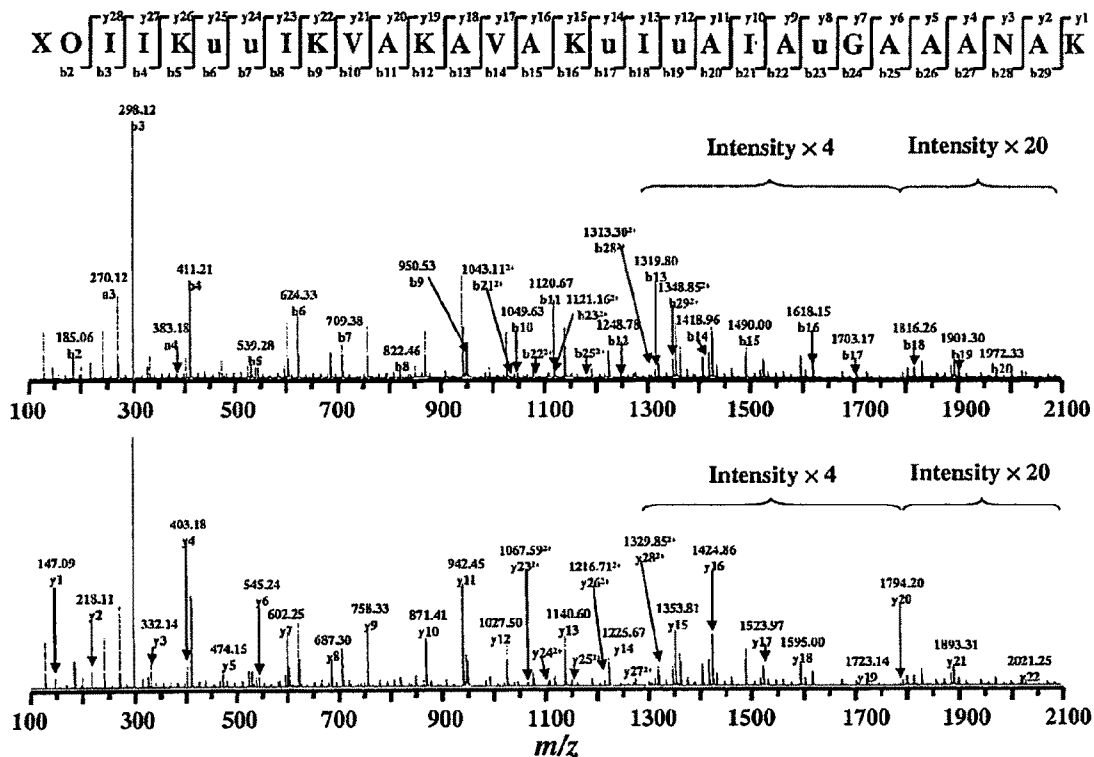 y28 y27 y26 y25 y24 y23 y22 y21 y20 y19 y18 y17 y16 y15 y14 y13 y12 y11 y10 y9 y8 y7 y6 y5 y4 y3 y2 y1
X O I I K u u I K V A K A V A K u I u A I A u G A A A N A K
b2 b3 b4 b5 b6 b7 b8 b9 b10 b11 b12 b13 b14 b15 b16 b17 b18 b19 b20 b21 b22 b23 b24 b25 b26 b27 b28 b29
298.12
b3
Intensity × 4
Intensity × 20
270.12
a3
411.21
b4
185.06
b2
383.18
a4
539.28
b5
624.33
b6
709.38
b7
822.46
b8
950.53
b9
1043.11²⁺
b21²⁺
1049.63
b10
b22²⁺
1120.67
b11
1121.16²⁺
b23²⁺
b25²⁺
1248.78
b12
1313.30²⁺
b28²⁺
1319.80
b13
1348.85²⁺
b29²⁺
1418.96
b14
1490.00
b15
1618.15
b16
1703.17
b17
1816.26
b18
1901.30
b19
1972.33
b20
100 300 500 700 900 1100 1300 1500 1700 1900 2100
Intensity × 4
Intensity × 20
147.09
y1
218.11
y2
332.14
y3
403.18
y4
474.15
y5
545.24
y6
602.25
y7
687.30
y8
758.33
y9
871.41
y10
942.45
y11
1027.50
y12
1067.59²⁺
y23²⁺
y24²⁺
1140.60
y13
y25²⁺
1216.71²⁺
y26²⁺
1225.67
y14
y27²⁺
1329.85²⁺
y28²⁺
1353.81
y15
1424.86
y16
1523.97
y17
1595.00
y18
1723.14
y19
1794.20
y20
1893.31
y21
2021.25
y22
100 300 500 700 900 1100 1300 1500 1700 1900 2100
m/z